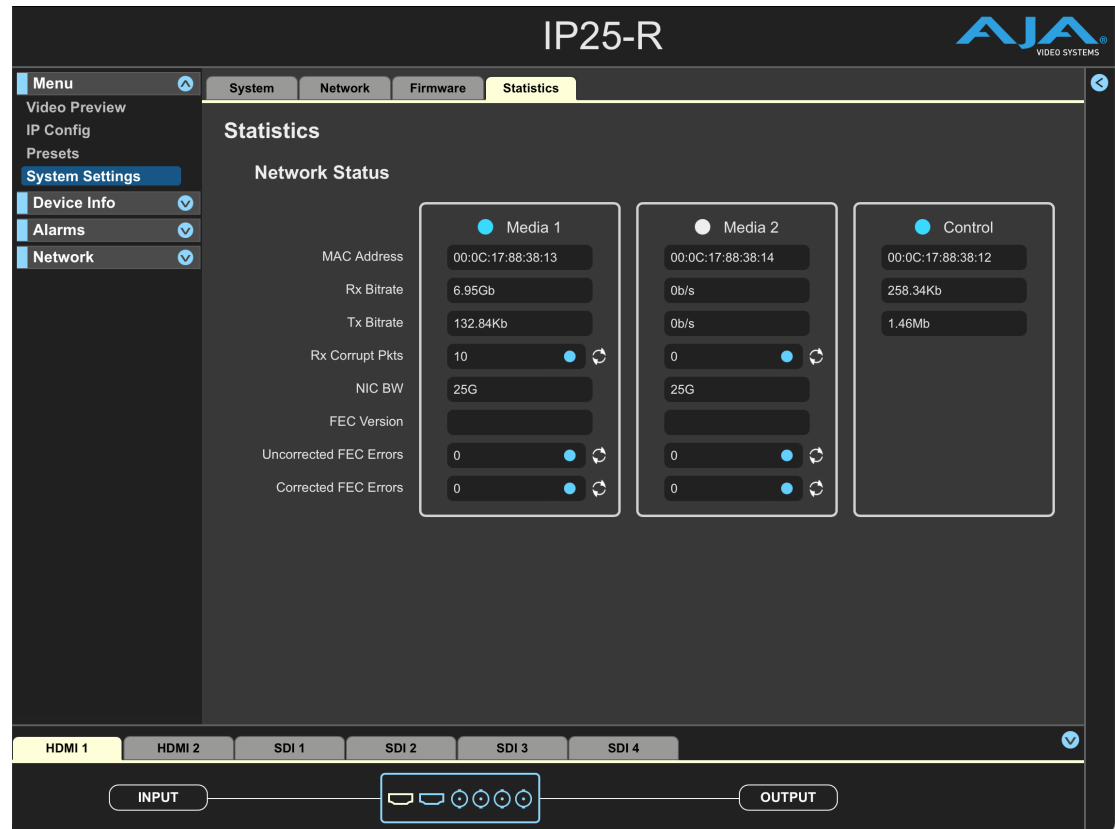 IP25-R
AJA
VIDEO SYSTEMS
®
Menu
Video Preview
IP Config
Presets
System Settings
Device Info
Alarms
Network
System Network Firmware Statistics
Statistics
Network Status
Media 1 Media 2 Control
MAC Address 00:0C:17:88:38:13 00:0C:17:88:38:14 00:0C:17:88:38:12
Rx Bitrate 6.95Gb 0b/s 258.34Kb
Tx Bitrate 132.84Kb 0b/s 1.46Mb
Rx Corrupt Pkts 10 0
NIC BW 25G 25G
FEC Version
Uncorrected FEC Errors 0 0
Corrected FEC Errors 0 0
HDMI 1 HDMI 2 SDI 1 SDI 2 SDI 3 SDI 4
INPUT OUTPUT